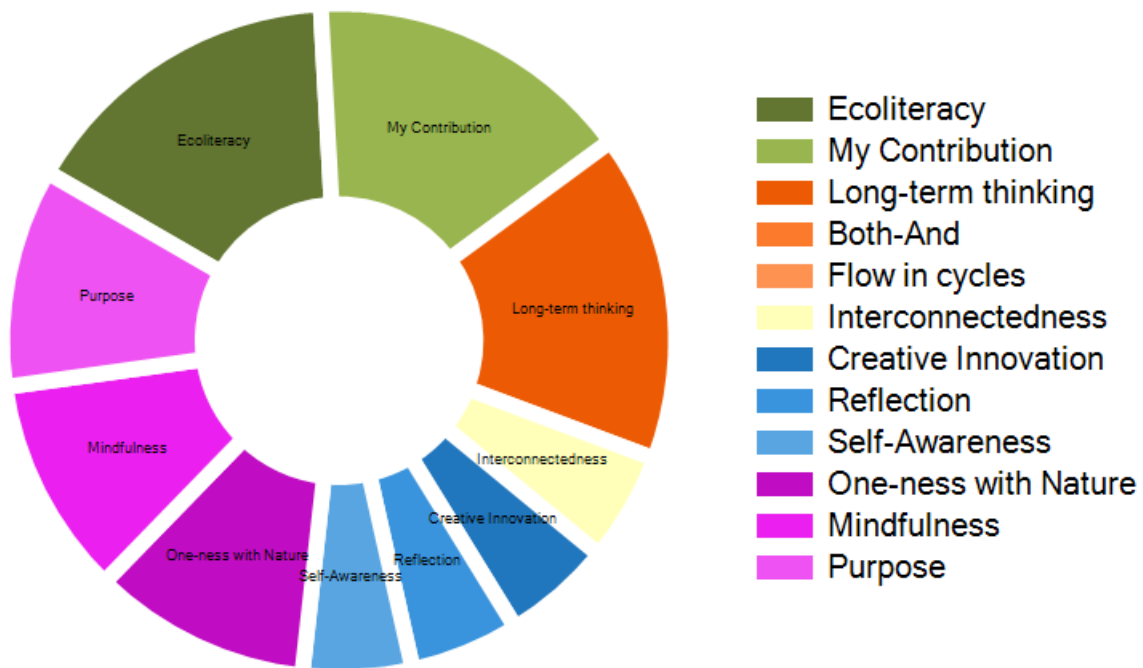 Ecoliteracy
My Contribution
Long-term thinking
Purpose
Mindfulness
Interconnectedness
Creative Innovation
One-ness with Nature
Reflection
Self-Awareness
Ecoliteracy
My Contribution
Long-term thinking
Both-And
Flow in cycles
Interconnectedness
Creative Innovation
Reflection
Self-Awareness
One-ness with Nature
Mindfulness
Purpose